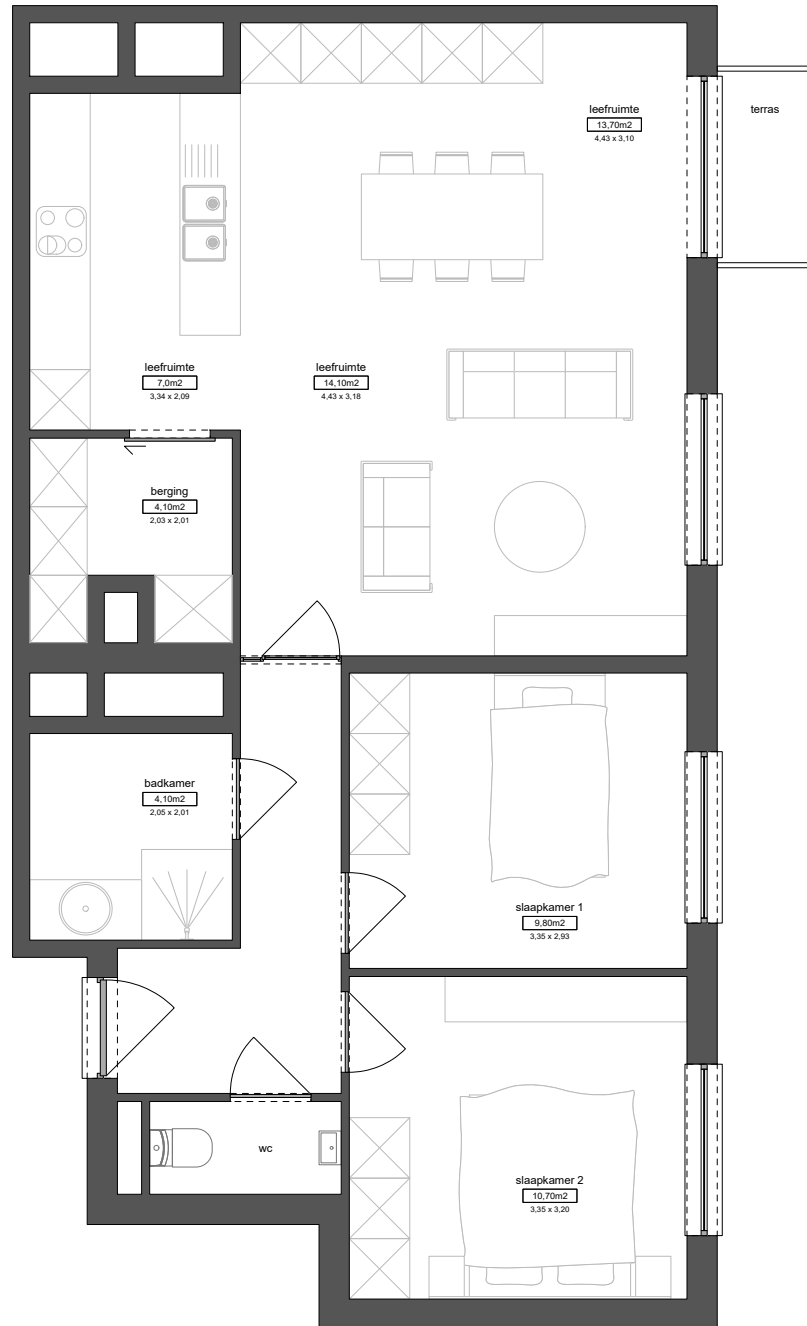 leefruimte
13,70m2
4,43 x 3,10
terras
leefruimte
7,0m2
3,34 x 2,09
leefruimte
14,10m2
4,43 x 3,18
berging
4,10m2
2,03 x 2,01
badkamer
4,10m2
2,05 x 2,01
slaapkamer 1
9,80m2
3,35 x 2,93
wc
slaapkamer 2
10,70m2
3,35 x 3,20